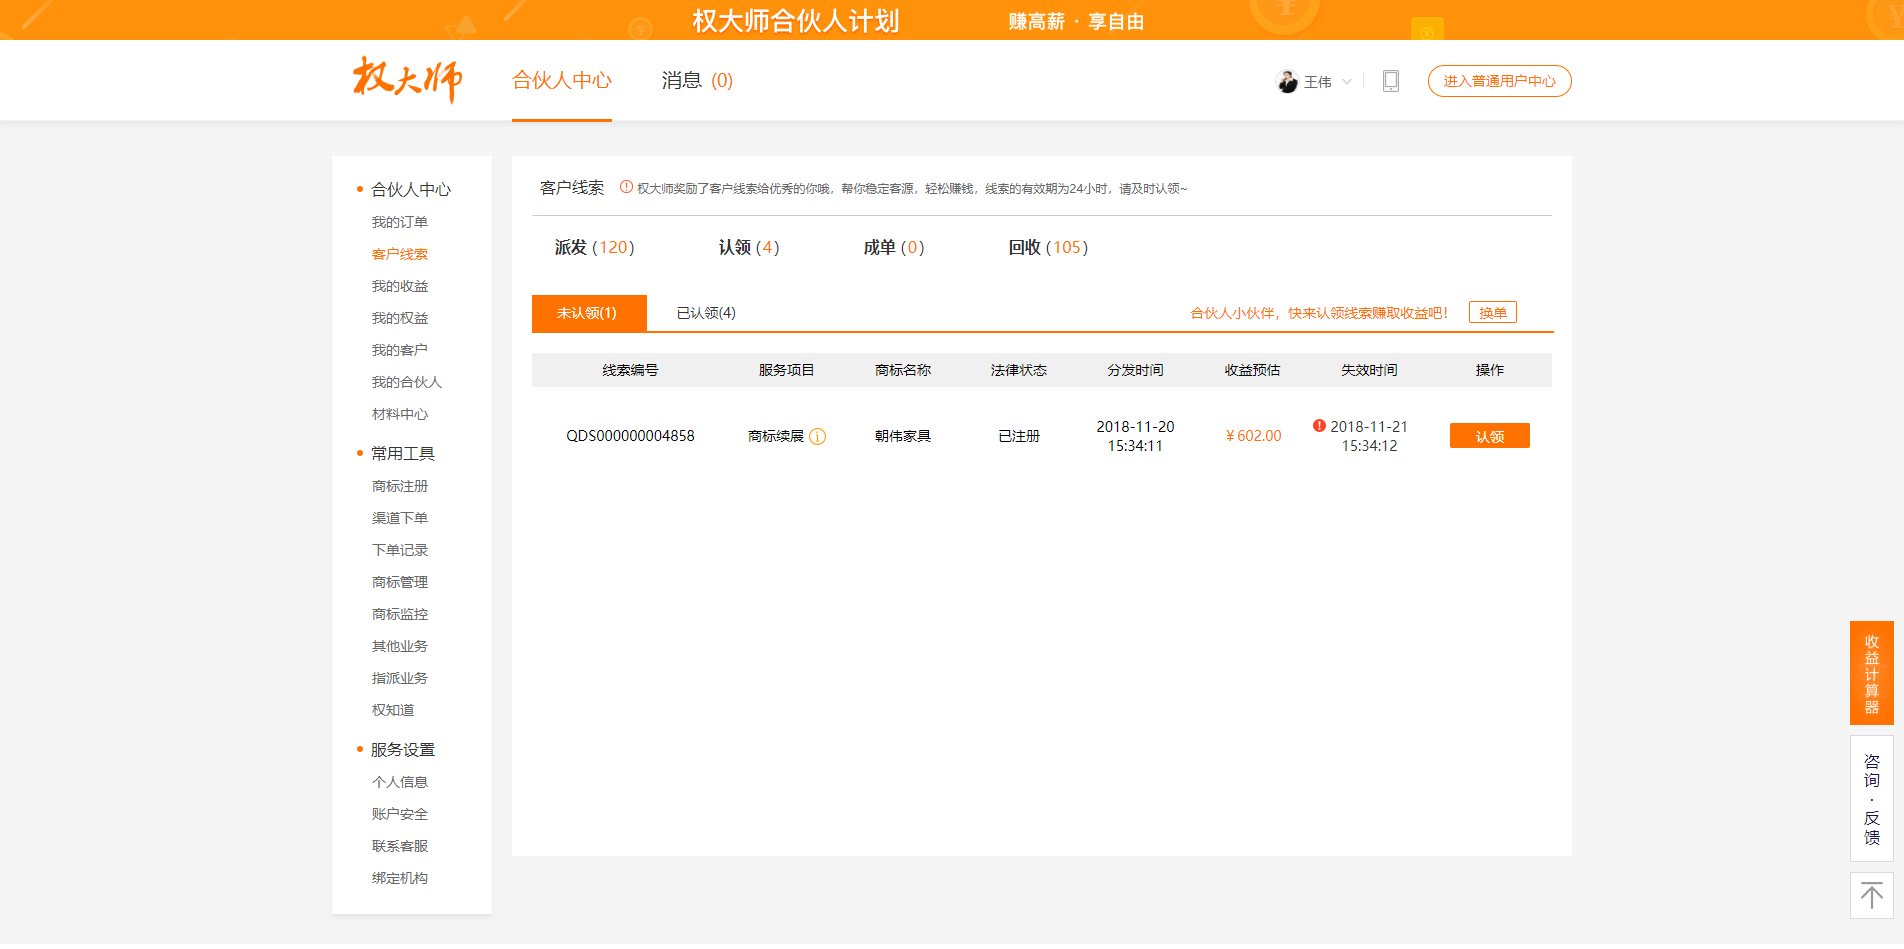 权大师合伙人计划 赚高薪 · 享自由
权大师 合伙人中心 消息 (0) 王伟 进入普通用户中心
合伙人中心
我的订单
客户线索
我的收益
我的权益
我的客户
我的合伙人
材料中心
常用工具
商标注册
渠道下单
下单记录
商标管理
商标监控
其他业务
指派业务
权知道
服务设置
个人信息
账户安全
联系客服
绑定机构
客户线索 权大师奖励了客户线索给优秀的你哦，帮你稳定客源，轻松赚钱，线索的有效期为24小时，请及时认领~
派发 (120) 认领 (4) 成单 (0) 回收 (105)
未认领(1) 已认领(4) 合伙人小伙伴，快来认领线索赚取收益吧！ 换单
线索编号 服务项目 商标名称 法律状态 分发时间 收益预估 失效时间 操作
QDS000000004858 商标续展 朝伟家具 已注册 2018-11-20 15:34:11 ￥602.00 2018-11-21 15:34:12 认领
收益计算器
咨询·反馈